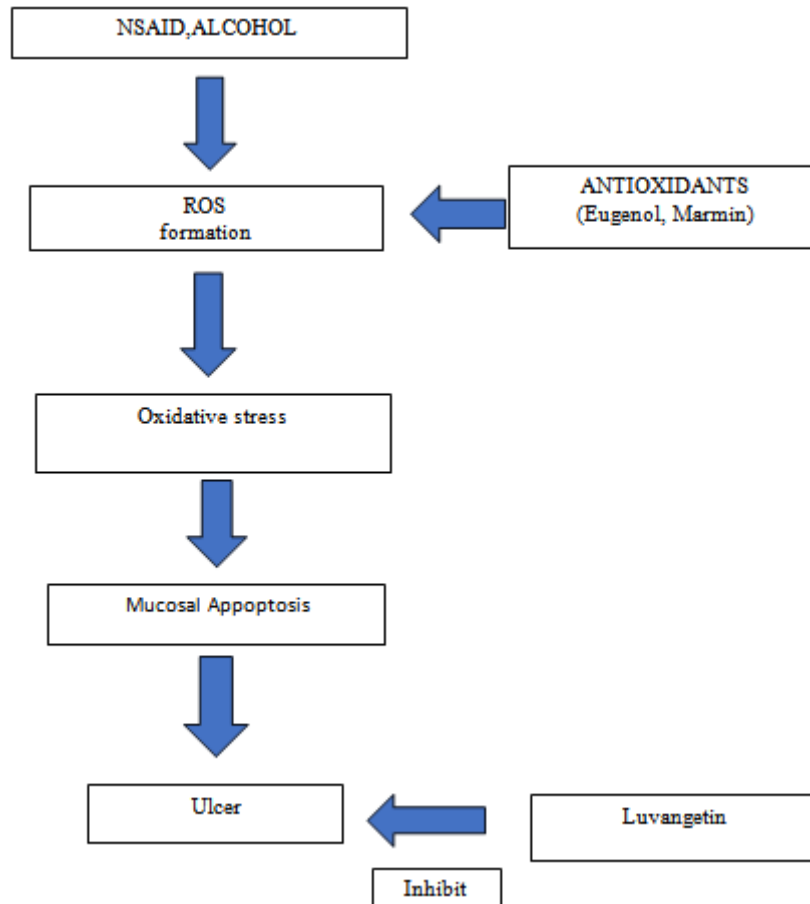 NSAID,ALCOHOL
ROS
formation
ANTIOXIDANTS
(Eugenol, Marmin)
Oxidative stress
Mucosal Appoptosis
Ulcer
Luvangetin
Inhibit